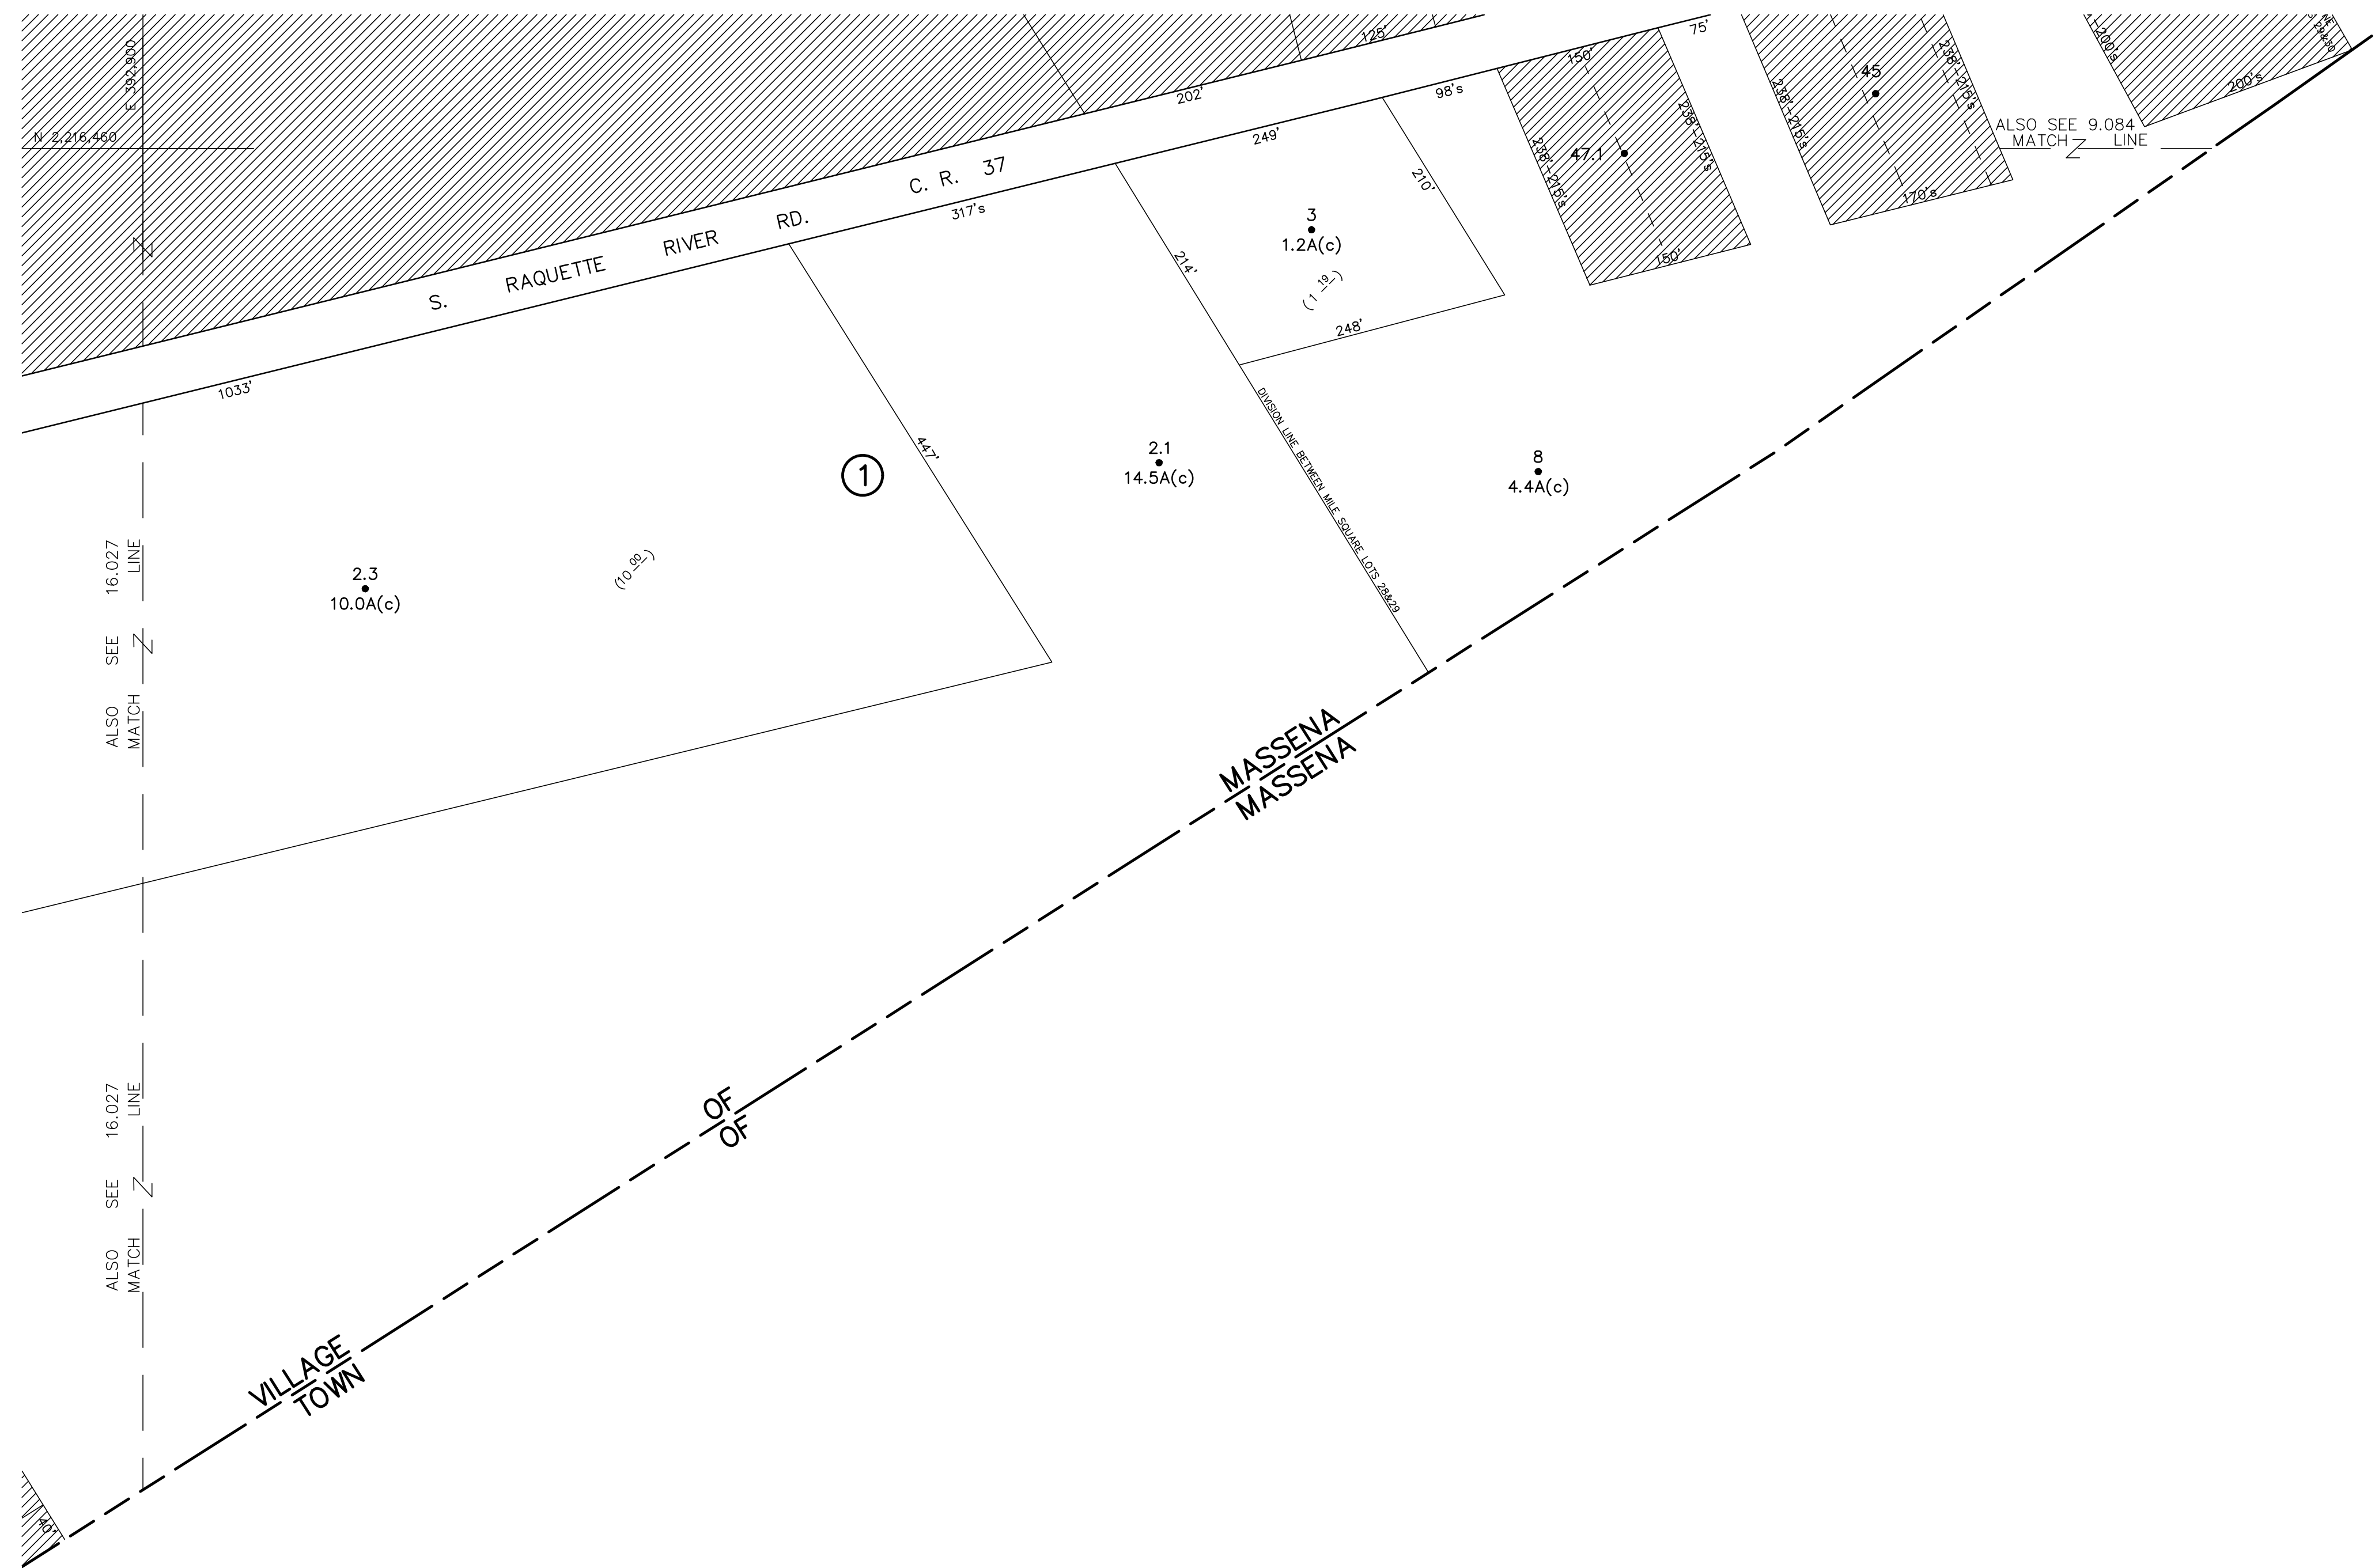 E 392,900
N 2,216,460
125'
75'
150'
202'
98's
249'
45
200's
200's
29&30
238'-215's
238'-215's
238'-215's
238'-215's
47.1
150'
170's
ALSO SEE 9.084
MATCH LINE
S. RAQUETTE RIVER RD. C. R. 37
317's
210'
3
1.2A(c)
(1 19)
214'
248'
1033'
447'
1
2.1
14.5A(c)
DIVISION LINE BETWEEN MILE SQUARE LOTS 28&29
8
4.4A(c)
2.3
10.0A(c)
(10 00)
ALSO SEE 16.027
MATCH LINE
ALSO SEE 16.027
MATCH LINE
VILLAGE OF MASSENA
TOWN OF MASSENA
40'